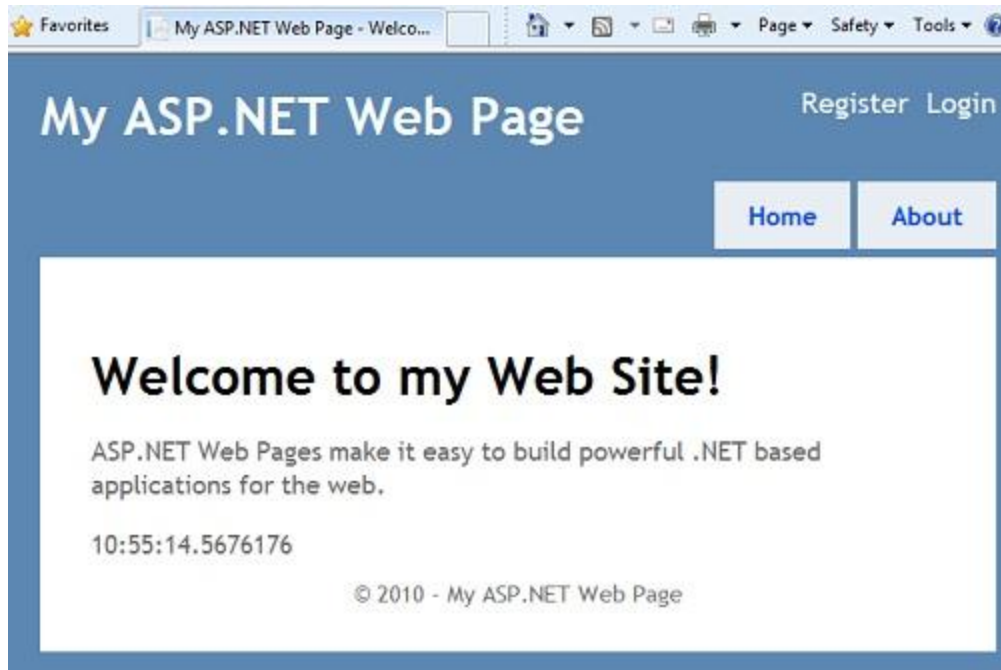 Favorites
My ASP.NET Web Page - Welco...
Page
Safety
Tools
My ASP.NET Web Page
Register Login
Home
About
Welcome to my Web Site!
ASP.NET Web Pages make it easy to build powerful .NET based
applications for the web.
10:55:14.5676176
© 2010 - My ASP.NET Web Page